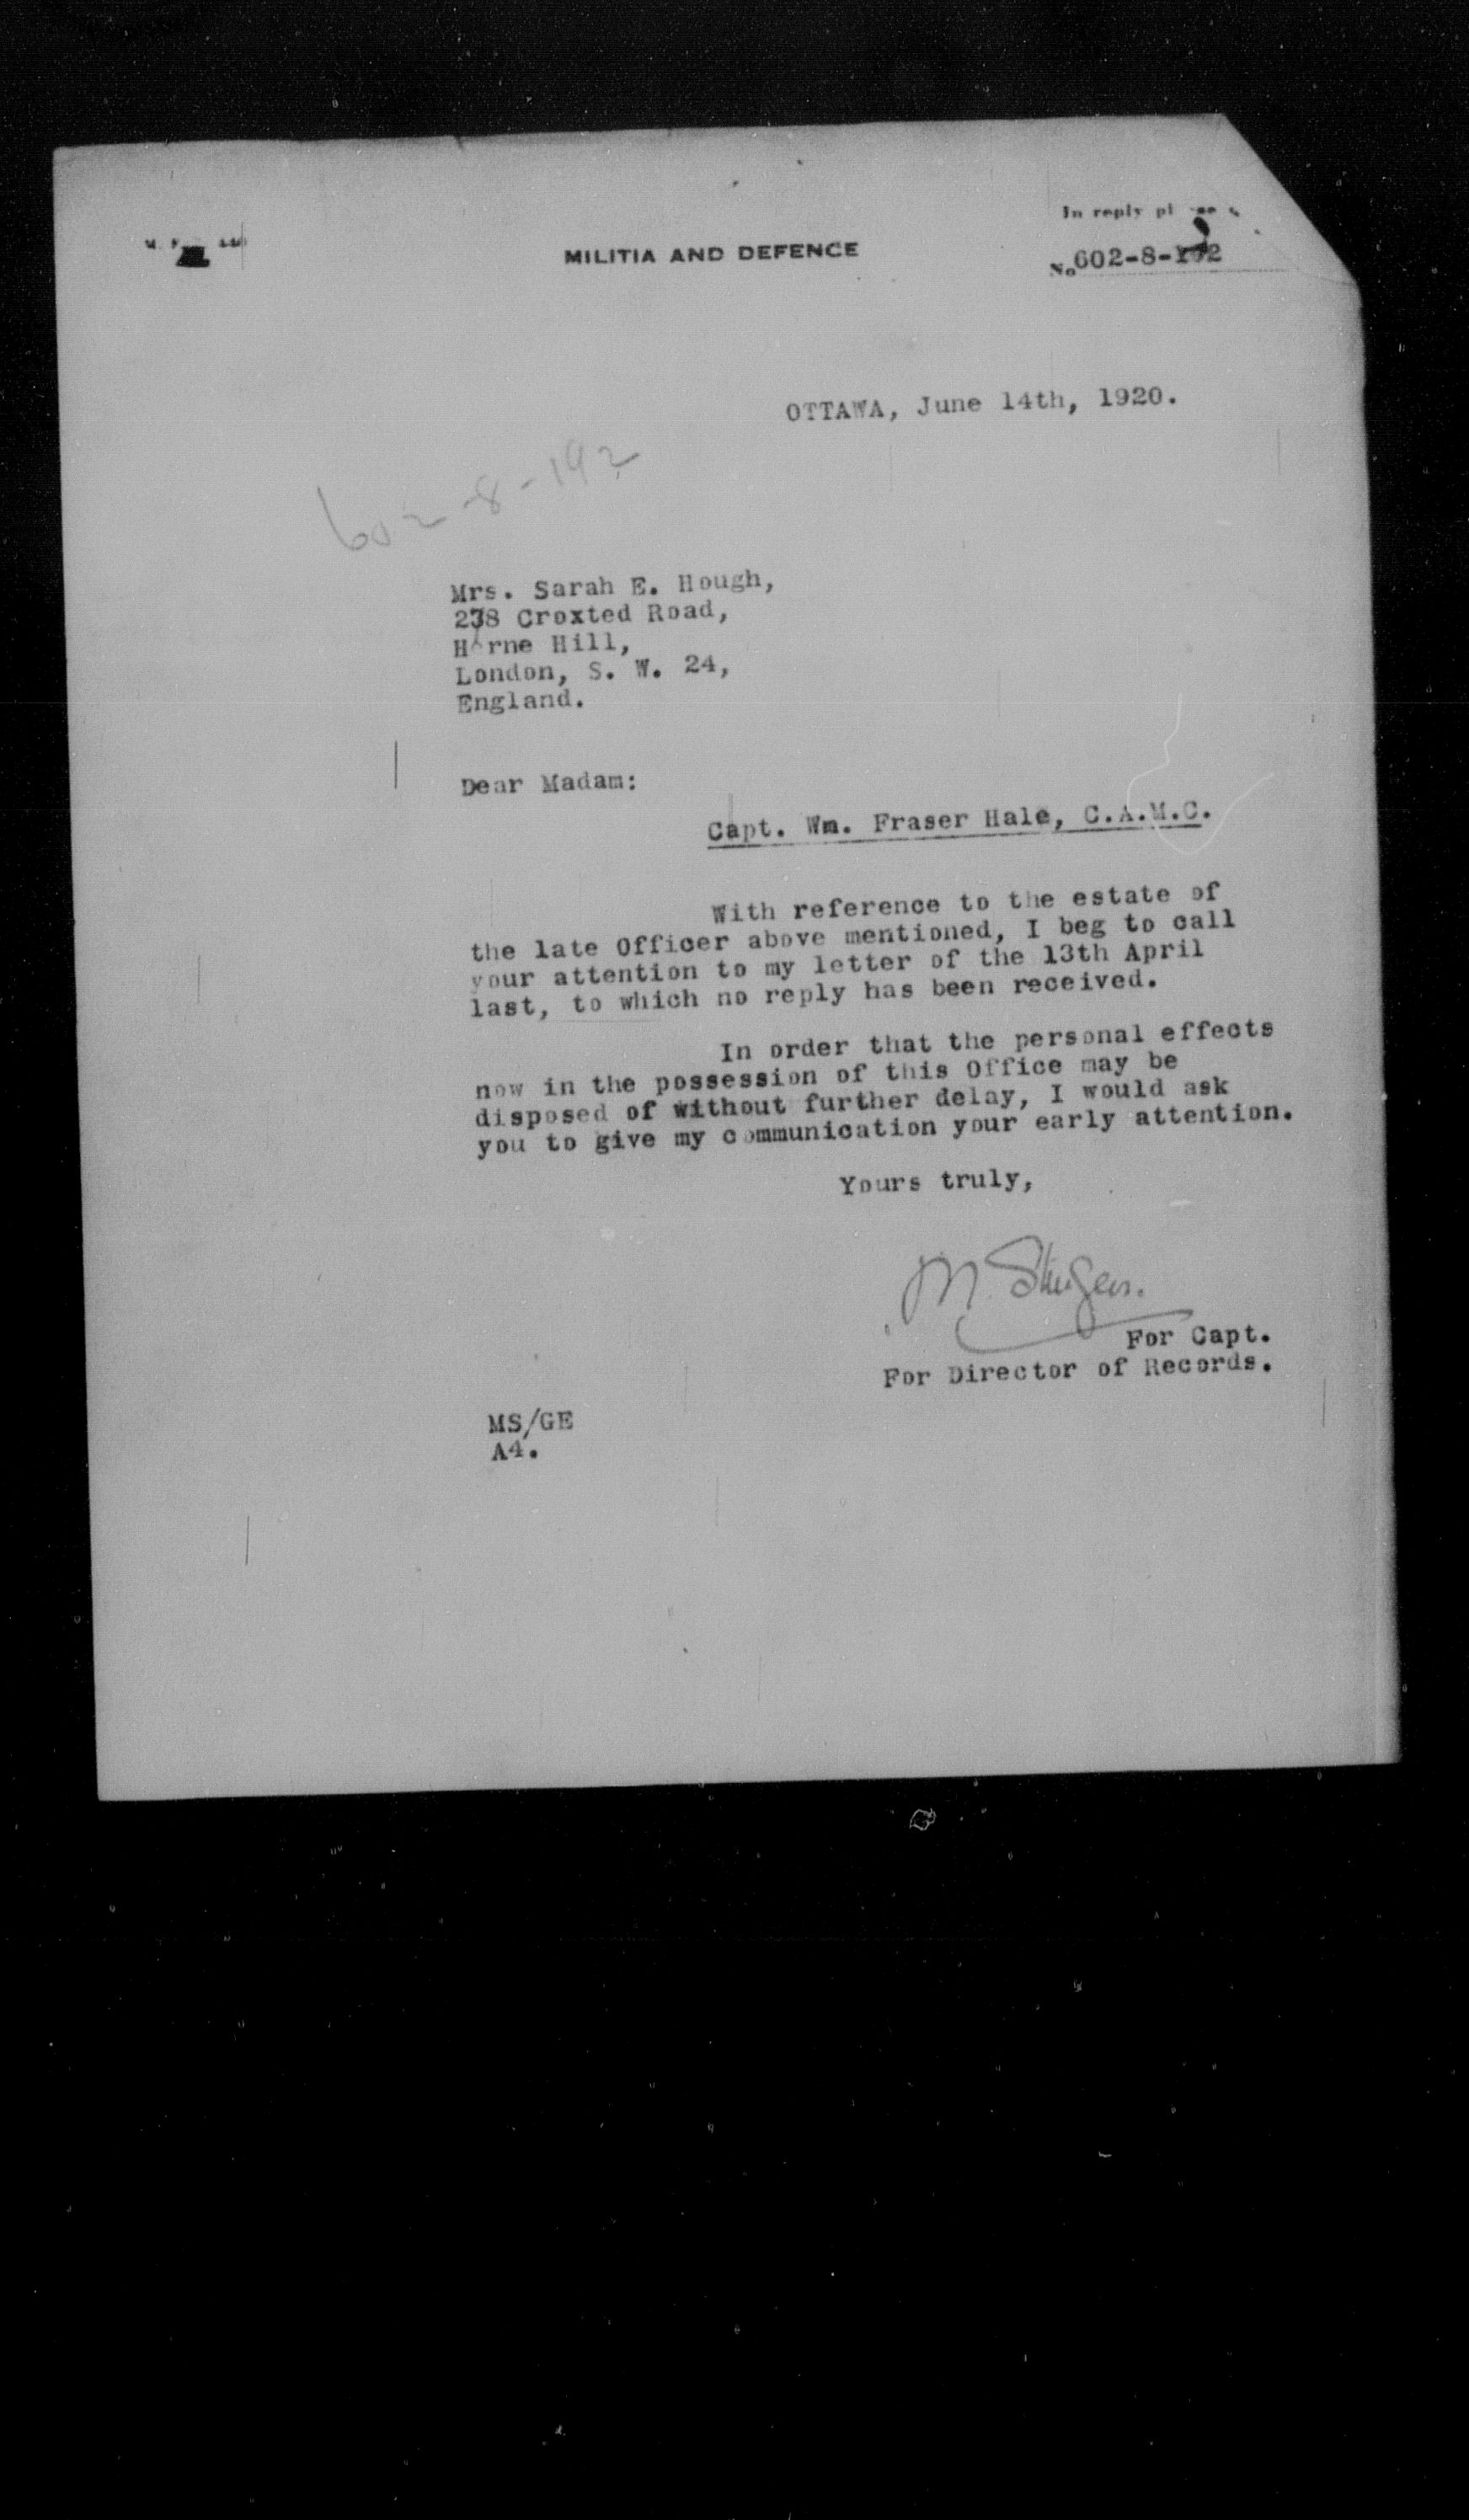 In reply
MILITIA AND DEFENCE
No. 602-8-192
OTTAWA, June 14th, 1920.
602-8-192
Mrs. Sarah E. Hough,
Croxted Road,
Herne Hill,
London, S. W. 24,
England.
Dear Madam:
Capt. Wm. Fraser Hale, C.A.M.C.
With reference to the estate of
the late Officer above mentioned, I beg to call
your attention to my letter of the 13th April
last, to which no reply has been received.
In order that the personal effects
now in the possession of this Office may be
disposed of without further delay, I would ask
you to give my communication your early attention.
Yours truly,
M.
For Capt.
For Director of Records.
MS/GE
A4.